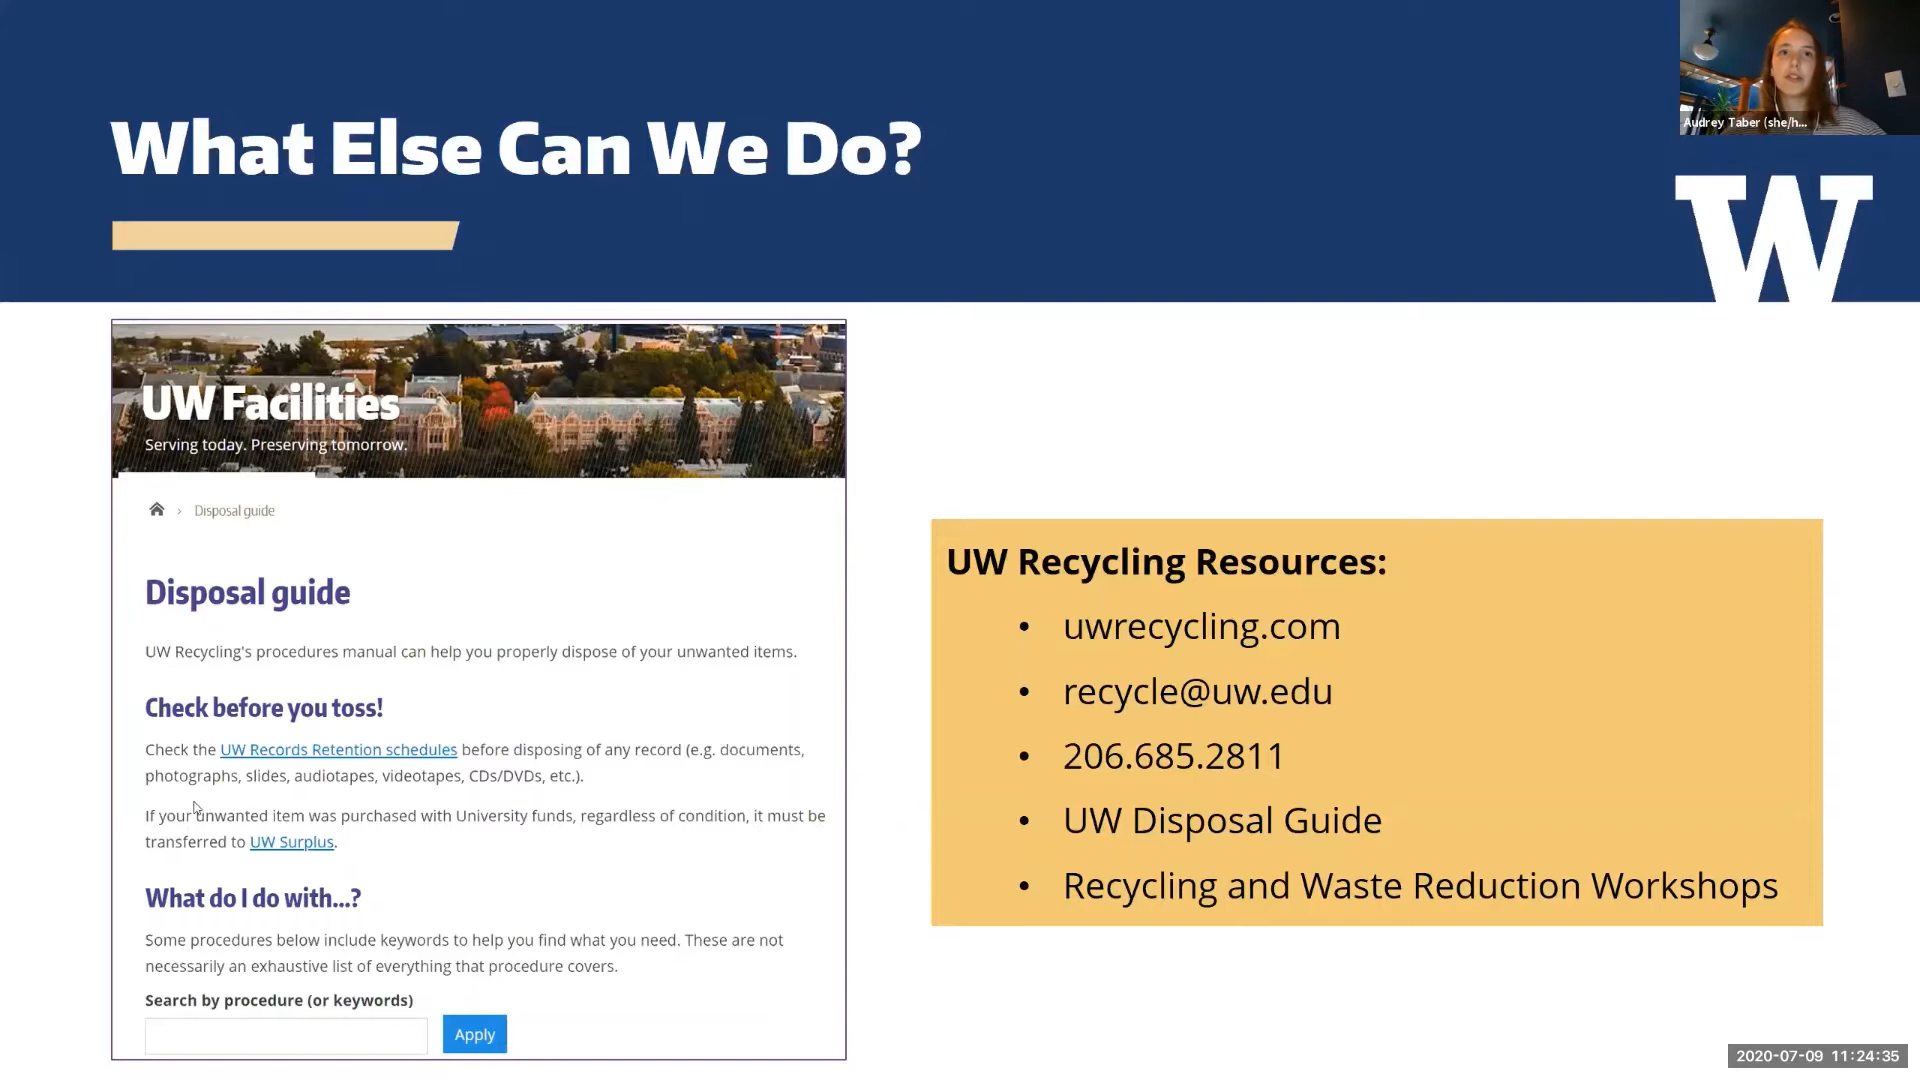 What Else Can We Do?
Audrey Taber (she/h...
W
UW Facilities
Serving today. Preserving tomorrow.
› Disposal guide
Disposal guide
UW Recycling's procedures manual can help you properly dispose of your unwanted items.
Check before you toss!
Check the UW Records Retention schedules before disposing of any record (e.g. documents,
photographs, slides, audiotapes, videotapes, CDs/DVDs, etc.).
If your unwanted item was purchased with University funds, regardless of condition, it must be
transferred to UW Surplus.
What do I do with...?
Some procedures below include keywords to help you find what you need. These are not
necessarily an exhaustive list of everything that procedure covers.
Search by procedure (or keywords)
Apply
UW Recycling Resources:
• uwrecycling.com
• recycle@uw.edu
• 206.685.2811
• UW Disposal Guide
• Recycling and Waste Reduction Workshops
2020-07-09 11:24:35